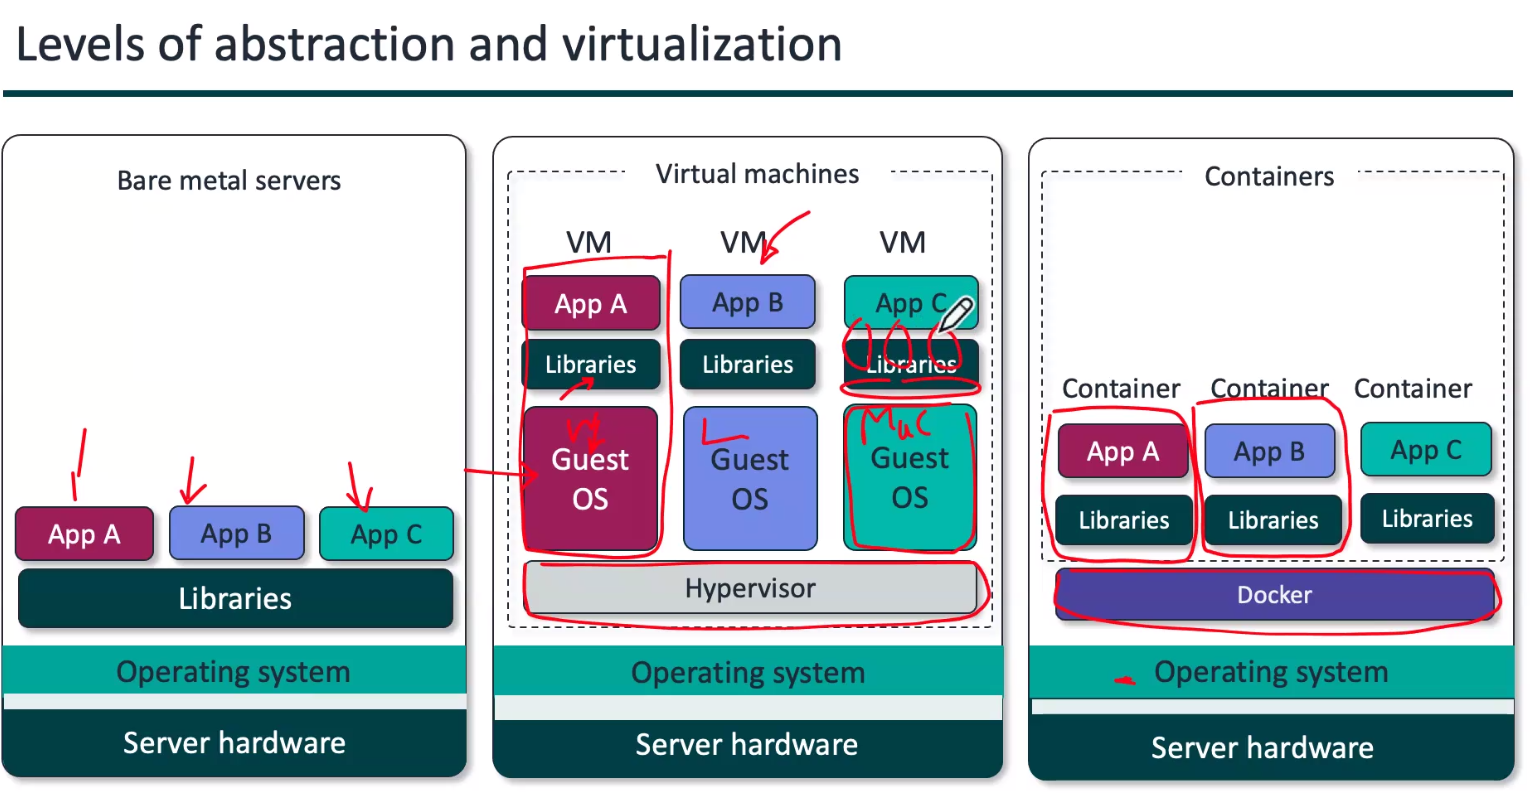 Levels of abstraction and virtualization
Bare metal servers
App A
App B
App C
Libraries
Operating system
Server hardware
Virtual machines
VM
VM
VM
App A
App B
App C
Libraries
Libraries
Libraries
Mac
Guest
OS
Guest
OS
Guest
OS
Hypervisor
Operating system
Server hardware
Containers
Container
Container
Container
App A
App B
App C
Libraries
Libraries
Libraries
Docker
Operating system
Server hardware